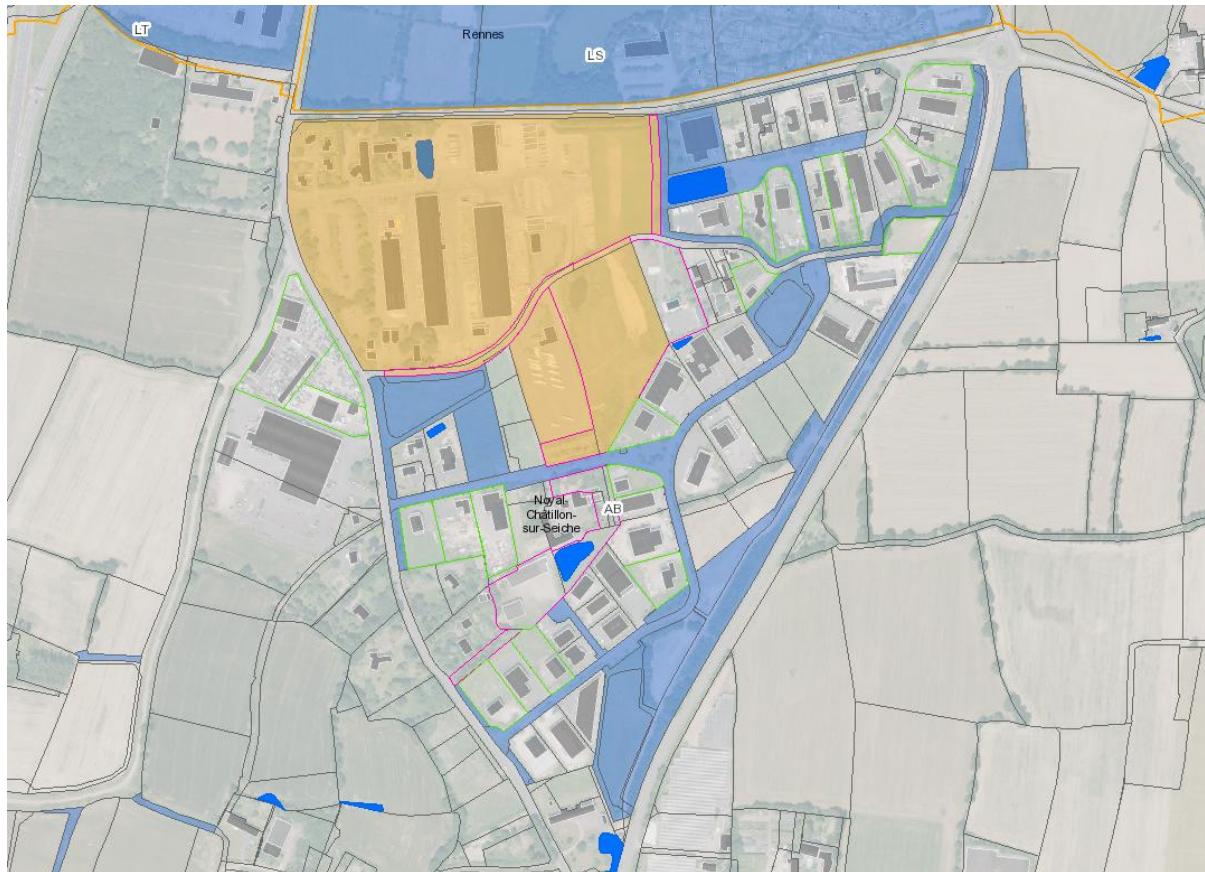 LT
Rennes
LS
Noyal-
Châtillon-
sur-Seiche
AB